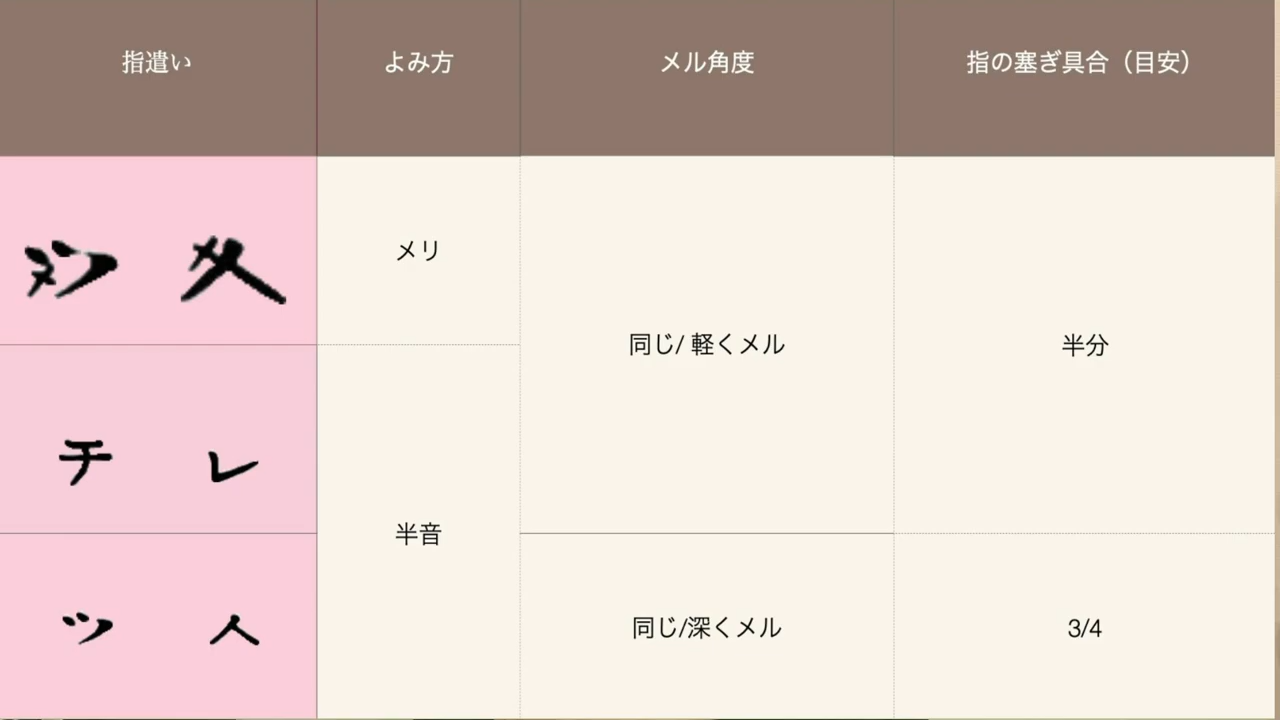 指遣い よみ方 メル角度 指の塞ぎ具合（目安）
メリ
同じ/ 軽くメル 半分
チ レ
半音
ツ 人
同じ/深くメル 3/4